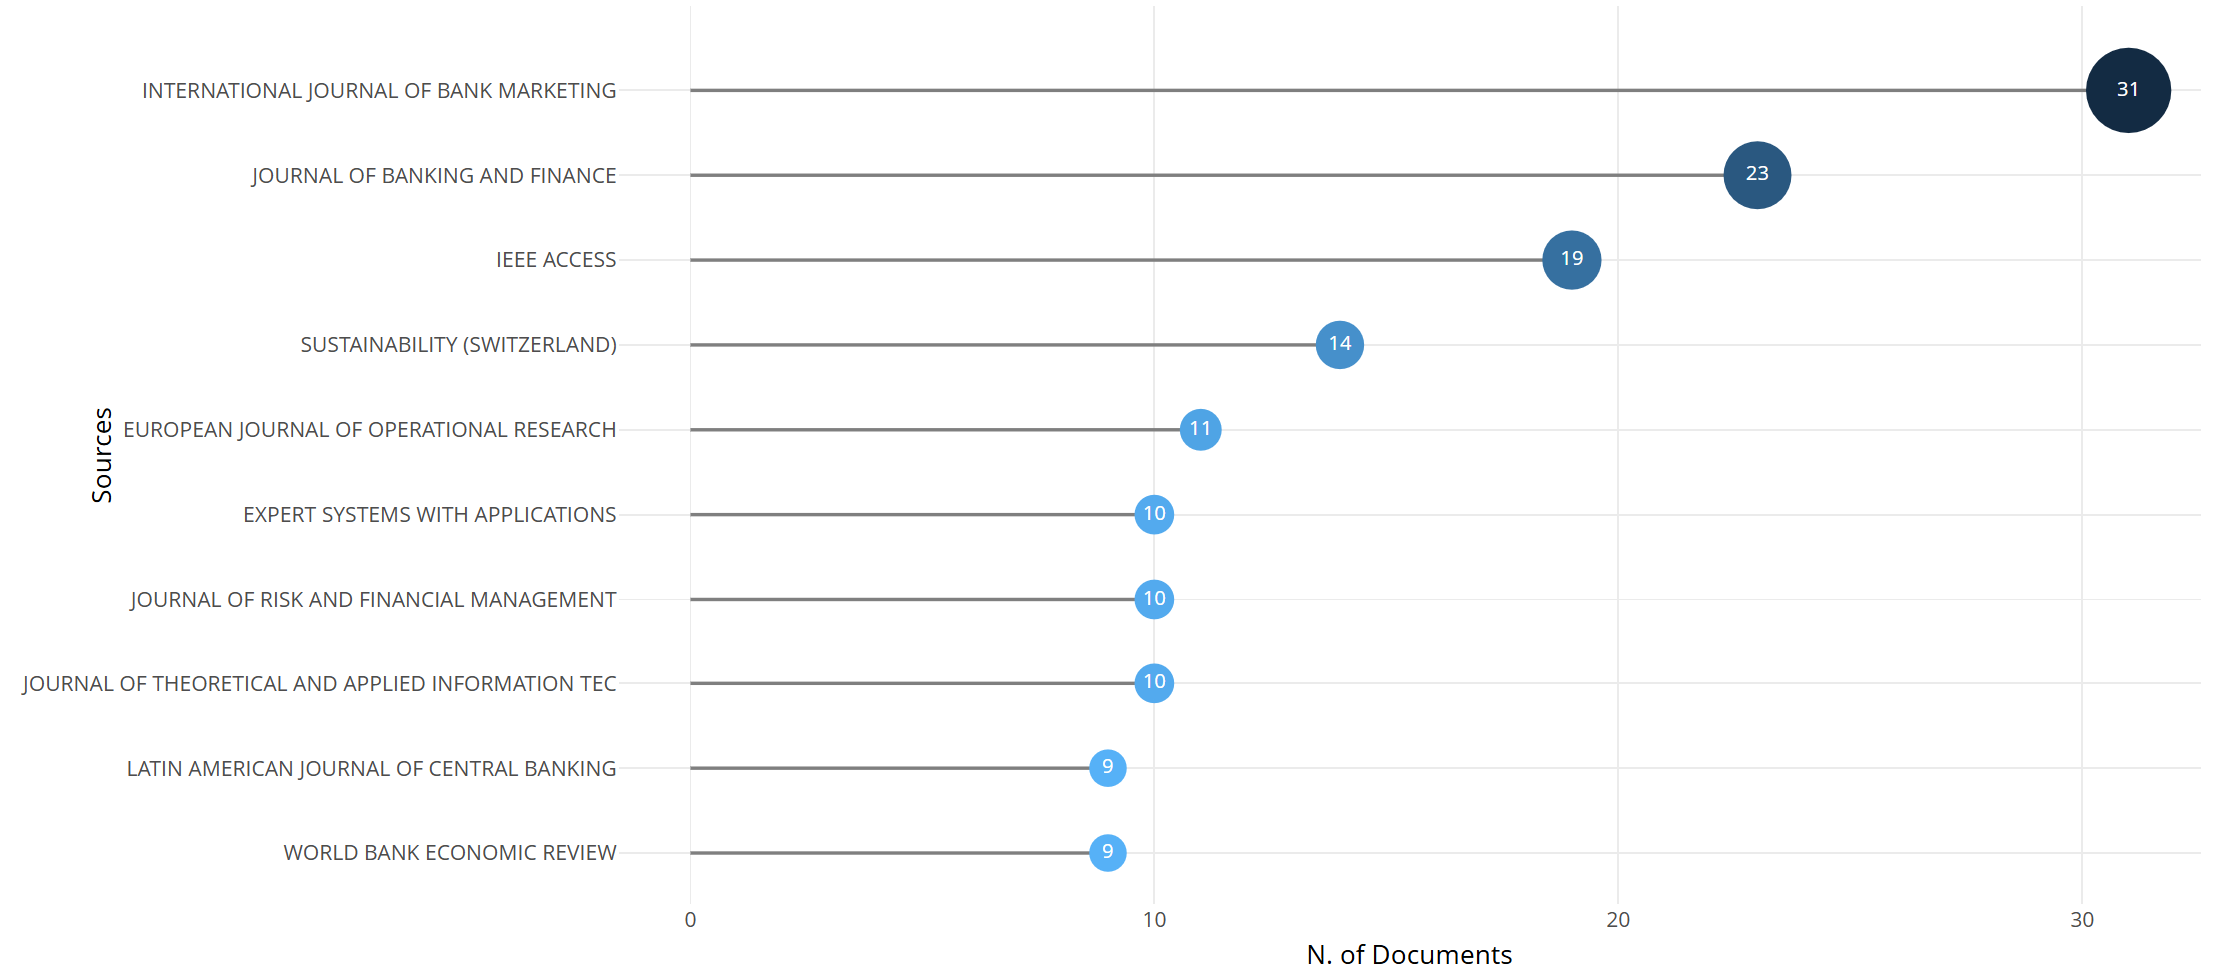 INTERNATIONAL JOURNAL OF BANK MARKETING 31
JOURNAL OF BANKING AND FINANCE 23
IEEE ACCESS 19
SUSTAINABILITY (SWITZERLAND) 14
EUROPEAN JOURNAL OF OPERATIONAL RESEARCH 11
EXPERT SYSTEMS WITH APPLICATIONS 10
JOURNAL OF RISK AND FINANCIAL MANAGEMENT 10
JOURNAL OF THEORETICAL AND APPLIED INFORMATION TEC 10
LATIN AMERICAN JOURNAL OF CENTRAL BANKING 9
WORLD BANK ECONOMIC REVIEW 9
Sources
0 10 20 30
N. of Documents